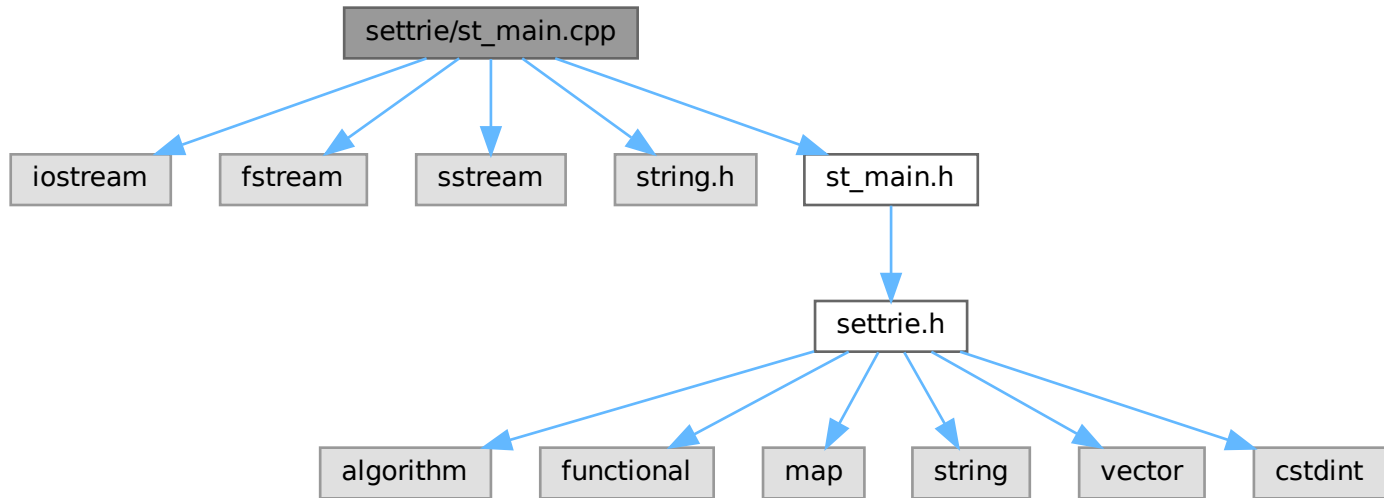 settrie/st_main.cpp
iostream
fstream
sstream
string.h
st_main.h
settrie.h
algorithm
functional
map
string
vector
cstdint